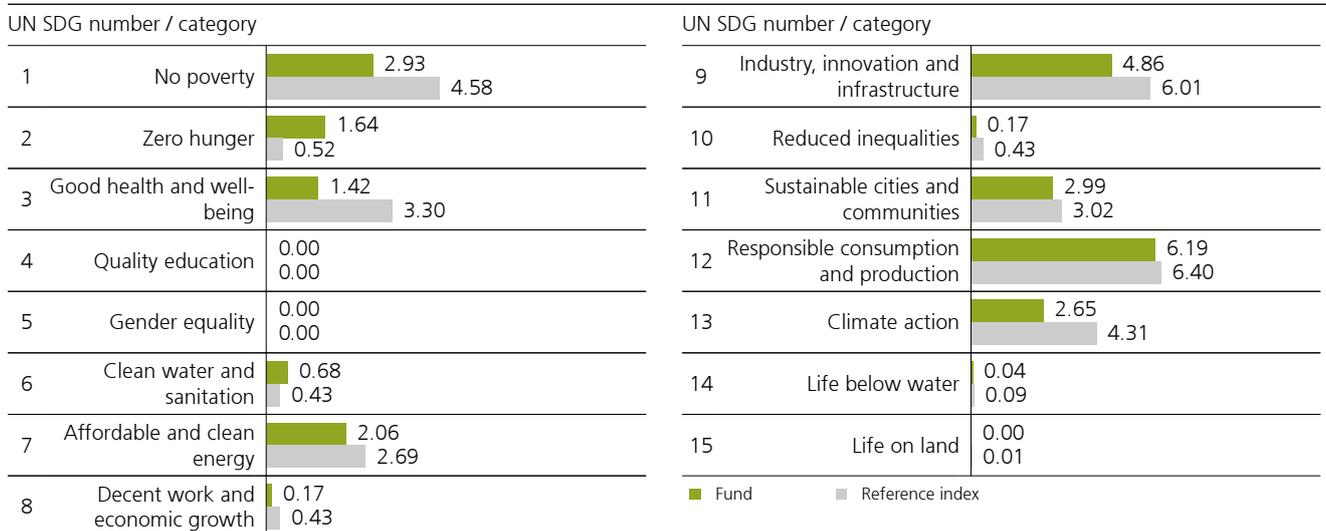 UN SDG number / category
1
No poverty
2.93
4.58
2
Zero hunger
1.64
0.52
3
Good health and well-
being
1.42
3.30
4
Quality education
0.00
0.00
5
Gender equality
0.00
0.00
6
Clean water and
sanitation
0.68
0.43
7
Affordable and clean
energy
2.06
2.69
8
Decent work and
economic growth
0.17
0.43
UN SDG number / category
9
Industry, innovation and
infrastructure
4.86
6.01
10
Reduced inequalities
0.17
0.43
11
Sustainable cities and
communities
2.99
3.02
12
Responsible consumption
and production
6.19
6.40
13
Climate action
2.65
4.31
14
Life below water
0.04
0.09
15
Life on land
0.00
0.01
Fund
Reference index